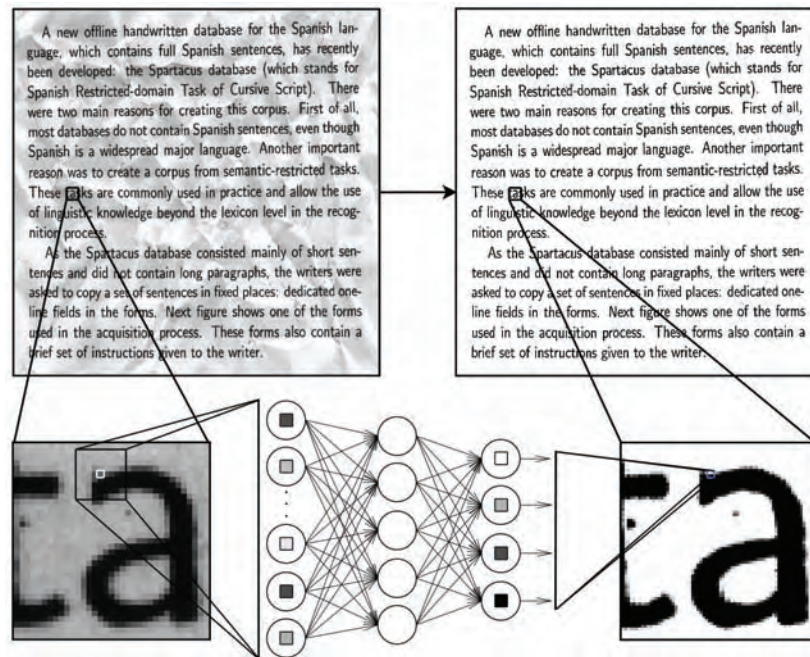 A new offline handwritten database for the Spanish lan-
guage, which contains full Spanish sentences, has recently
been developed: the Spartacus database (which stands for
Spanish Restricted-domain Task of Cursive Script). There
were two main reasons for creating this corpus. First of all,
most databases do not contain Spanish sentences, even though
Spanish is a widespread major language. Another important
reason was to create a corpus from semantic-restricted tasks.
These tasks are commonly used in practice and allow the use
of linguistic knowledge beyond the lexicon level in the recog-
nition process.
As the Spartacus database consisted mainly of short sen-
tences and did not contain long paragraphs, the writers were
asked to copy a set of sentences in fixed places: dedicated one-
line fields in the forms. Next figure shows one of the forms
used in the acquisition process. These forms also contain a
brief set of instructions given to the writer.
A new offline handwritten database for the Spanish lan-
guage, which contains full Spanish sentences, has recently
been developed: the Spartacus database (which stands for
Spanish Restricted-domain Task of Cursive Script). There
were two main reasons for creating this corpus. First of all,
most databases do not contain Spanish sentences, even though
Spanish is a widespread major language. Another important
reason was to create a corpus from semantic-restricted tasks.
These tasks are commonly used in practice and allow the use
of linguistic knowledge beyond the lexicon level in the recog-
nition process.
As the Spartacus database consisted mainly of short sen-
tences and did not contain long paragraphs, the writers were
asked to copy a set of sentences in fixed places: dedicated one-
line fields in the forms. Next figure shows one of the forms
used in the acquisition process. These forms also contain a
brief set of instructions given to the writer.
ta
ta